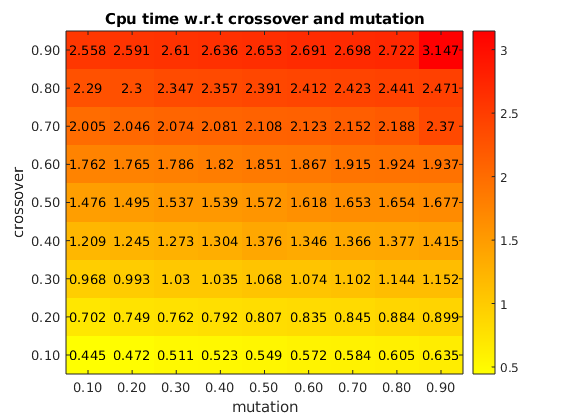 Cpu time w.r.t crossover and mutation
0.90 2.558 2.591 2.61 2.636 2.653 2.691 2.698 2.722 3.147 3
0.80 2.29 2.3 2.347 2.357 2.391 2.412 2.423 2.441 2.471 2.5
0.70 2.005 2.046 2.074 2.081 2.108 2.123 2.152 2.188 2.37
0.60 1.762 1.765 1.786 1.82 1.851 1.867 1.915 1.924 1.937 2
0.50 1.476 1.495 1.537 1.539 1.572 1.618 1.653 1.654 1.677
crossover
0.40 1.209 1.245 1.273 1.304 1.376 1.346 1.366 1.377 1.415 1.5
0.30 0.968 0.993 1.03 1.035 1.068 1.074 1.102 1.144 1.152 1
0.20 0.702 0.749 0.762 0.792 0.807 0.835 0.845 0.884 0.899
0.10 0.445 0.472 0.511 0.523 0.549 0.572 0.584 0.605 0.635 0.5
0.10 0.20 0.30 0.40 0.50 0.60 0.70 0.80 0.90
mutation